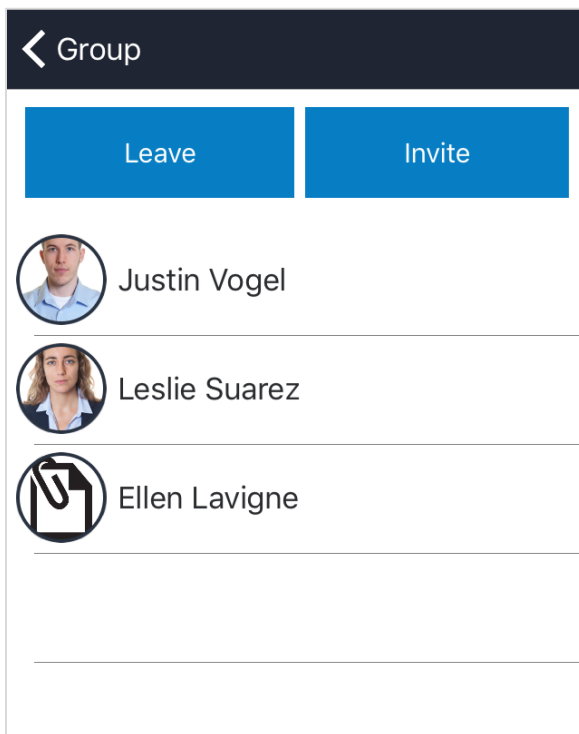 Group
Leave Invite
Justin Vogel
Leslie Suarez
Ellen Lavigne